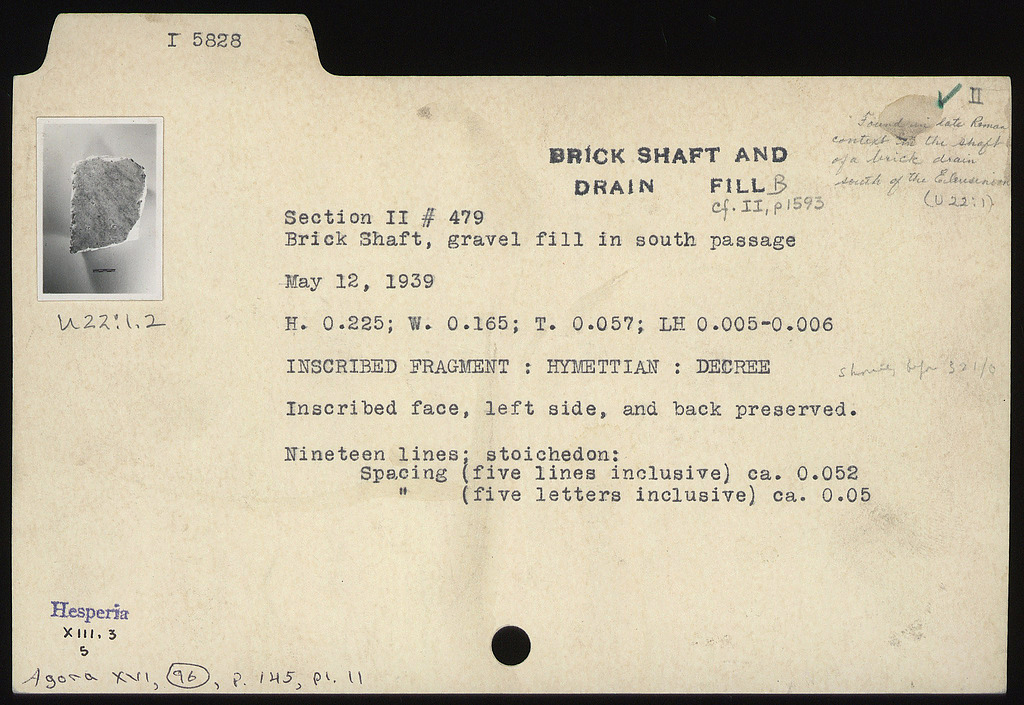 I 5828
II
Found in late Roman
context in the shaft
of a brick drain
south of the Eleusinion
(U 22:1)
BRICK SHAFT AND
DRAIN FILL B
cf. II, p1593
Section II # 479
Brick Shaft, gravel fill in south passage
May 12, 1939
U22:1.2
H. 0.225; W. 0.165; T. 0.057; LH 0.005-0.006
INSCRIBED FRAGMENT : HYMETTIAN : DECREE
321/0
Inscribed face, left side, and back preserved.
Nineteen lines; stoichedon:
Spacing (five lines inclusive) ca. 0.052
" (five letters inclusive) ca. 0.05
Hesperia
XIII. 3
5
Agora XVI, 96, p. 145, pl. 11